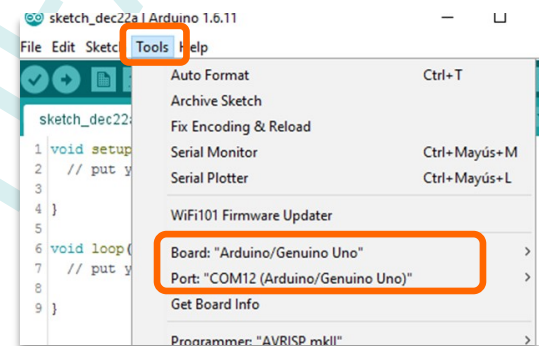 sketch_dec22a | Arduino 1.6.11
File Edit Sketch Tools Help
Auto Format Ctrl+T
Archive Sketch
sketch_dec22a
Fix Encoding & Reload
1 void setup
Serial Monitor Ctrl+Mayús+M
2 // put y
Serial Plotter Ctrl+Mayús+L
3
4 }
WiFi101 Firmware Updater
5
6 void loop(
Board: "Arduino/Genuino Uno"
7 // put y
Port: "COM12 (Arduino/Genuino Uno)"
8
Get Board Info
9 }
Programmer: "AVRISP mkII"